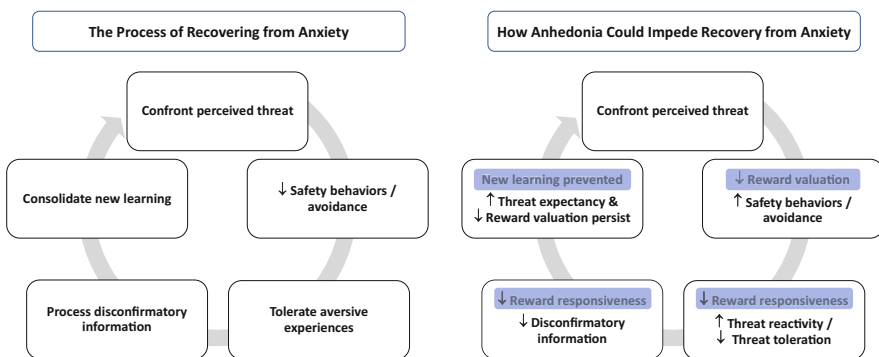 The Process of Recovering from Anxiety
Confront perceived threat
↓ Safety behaviors /
avoidance
Tolerate aversive
experiences
Process disconfirmatory
information
Consolidate new learning
How Anhedonia Could Impede Recovery from Anxiety
Confront perceived threat
↓ Reward valuation
↑ Safety behaviors /
avoidance
↓ Reward responsiveness
↑ Threat reactivity /
↓ Threat toleration
↓ Reward responsiveness
↓ Disconfirmatory
information
New learning prevented
↑ Threat expectancy &
↓ Reward valuation persist